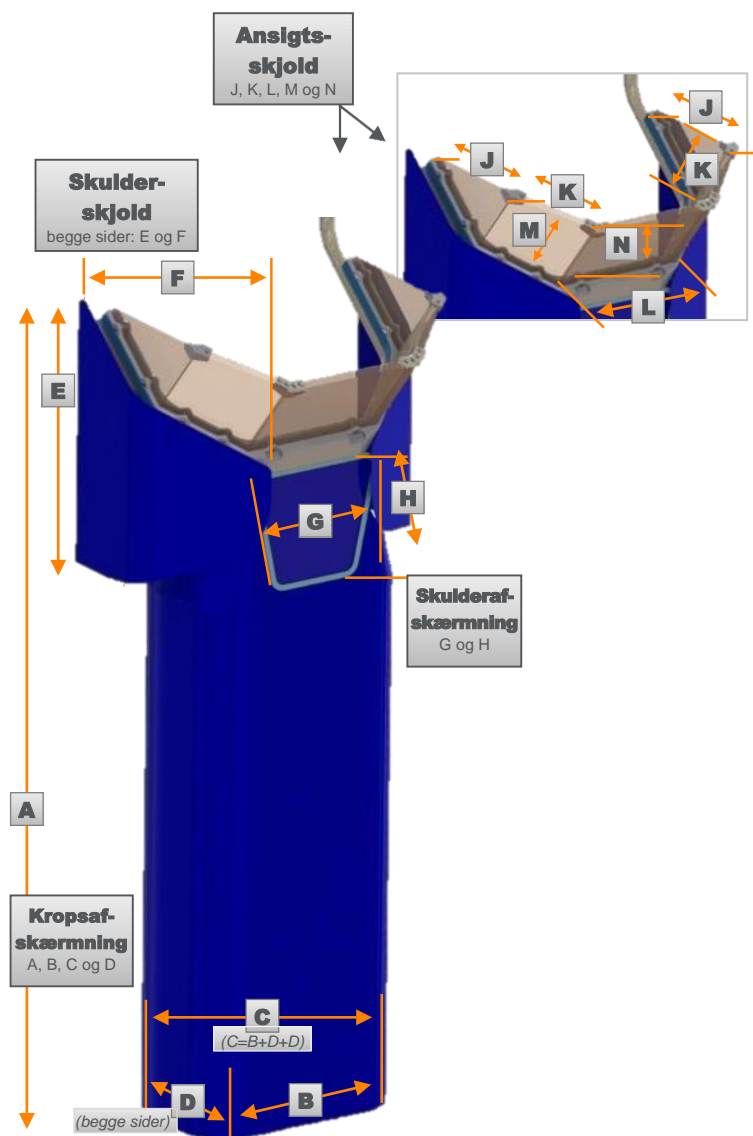 Ansigts-
skjold
J, K, L, M og N
J
K
J
K
M
N
L
Skulder-
skjold
begge sider: E og F
F
E
G
H
Skulderaf-
skærmning
G og H
A
Kropsaf-
skærmning
A, B, C og D
C
(C=B+D+D)
D
B
(begge sider)